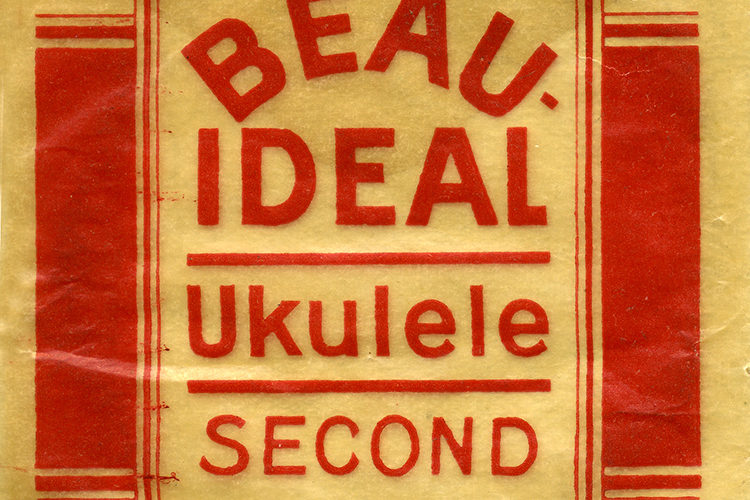 BEAU-
IDEAL
Ukulele
SECOND